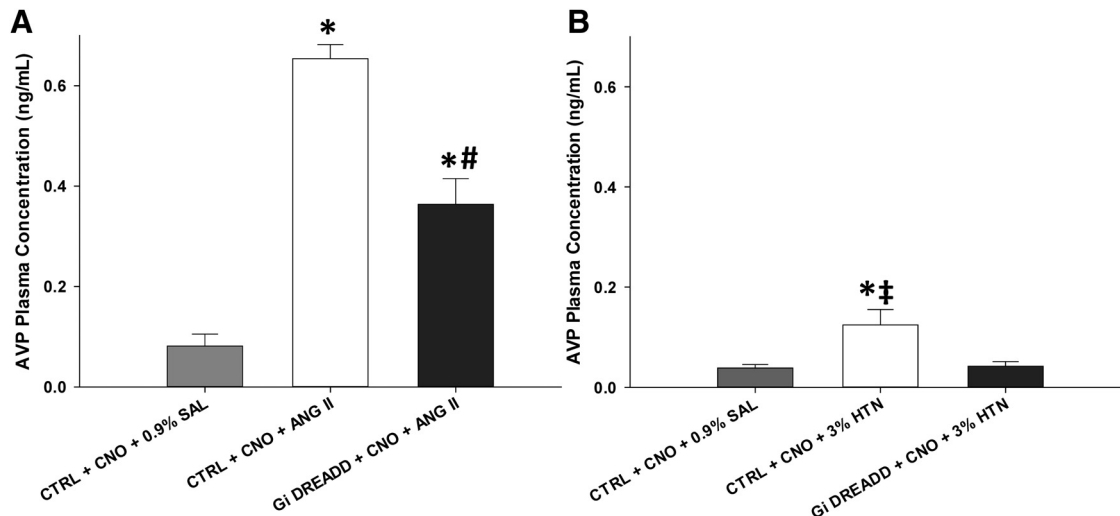 A
AVP Plasma Concentration (ng/mL)
0.6
0.4
0.2
0.0
*
*#
CTRL + CNO + 0.9% SAL
CTRL + CNO + ANG II
Gi DREADD + CNO + ANG II
B
AVP Plasma Concentration (ng/mL)
0.6
0.4
0.2
0.0
*‡
CTRL + CNO + 0.9% SAL
CTRL + CNO + 3% HTN
Gi DREADD + CNO + 3% HTN